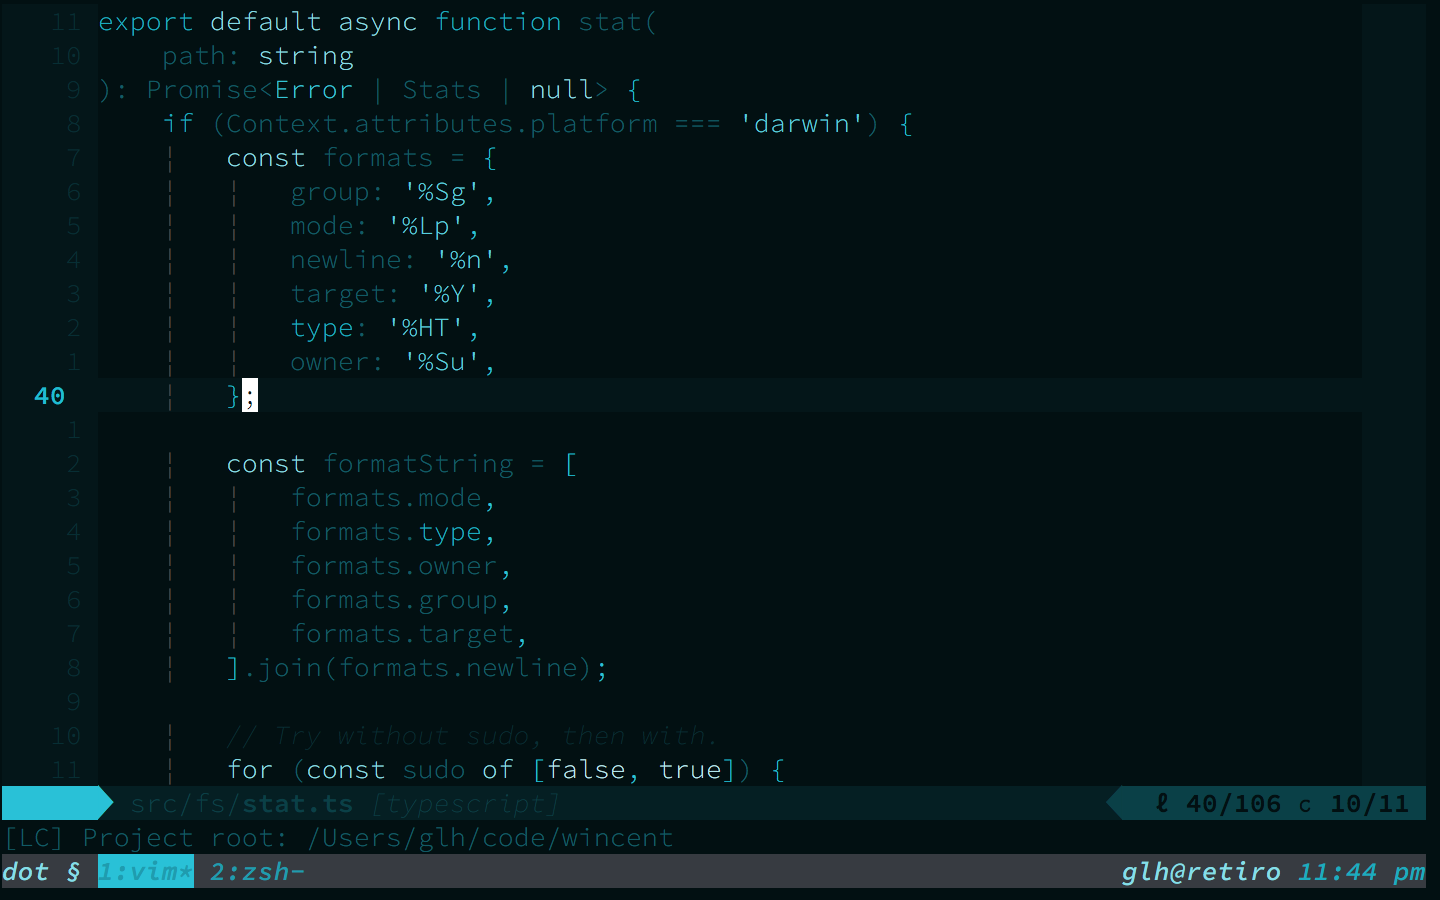 11 export default async function stat(
10     path: string
9 ): Promise<Error | Stats | null> {
8     if (Context.attributes.platform === 'darwin') {
7     ¦   const formats = {
6     ¦   ¦   group: '%Sg',
5     ¦   ¦   mode: '%Lp',
4     ¦   ¦   newline: '%n',
3     ¦   ¦   target: '%Y',
2     ¦   ¦   type: '%HT',
1     ¦   ¦   owner: '%Su',
40     ¦   };
1
2     ¦   const formatString = [
3     ¦   ¦   formats.mode,
4     ¦   ¦   formats.type,
5     ¦   ¦   formats.owner,
6     ¦   ¦   formats.group,
7     ¦   ¦   formats.target,
8     ¦   ].join(formats.newline);
9
10     ¦   // Try without sudo, then with.
11     ¦   for (const sudo of [false, true]) {
src/fs/stat.ts [typescript] ℓ 40/106 c 10/11
[LC] Project root: /Users/glh/code/wincent
dot § 1:vim* 2:zsh- glh@retiro 11:44 pm